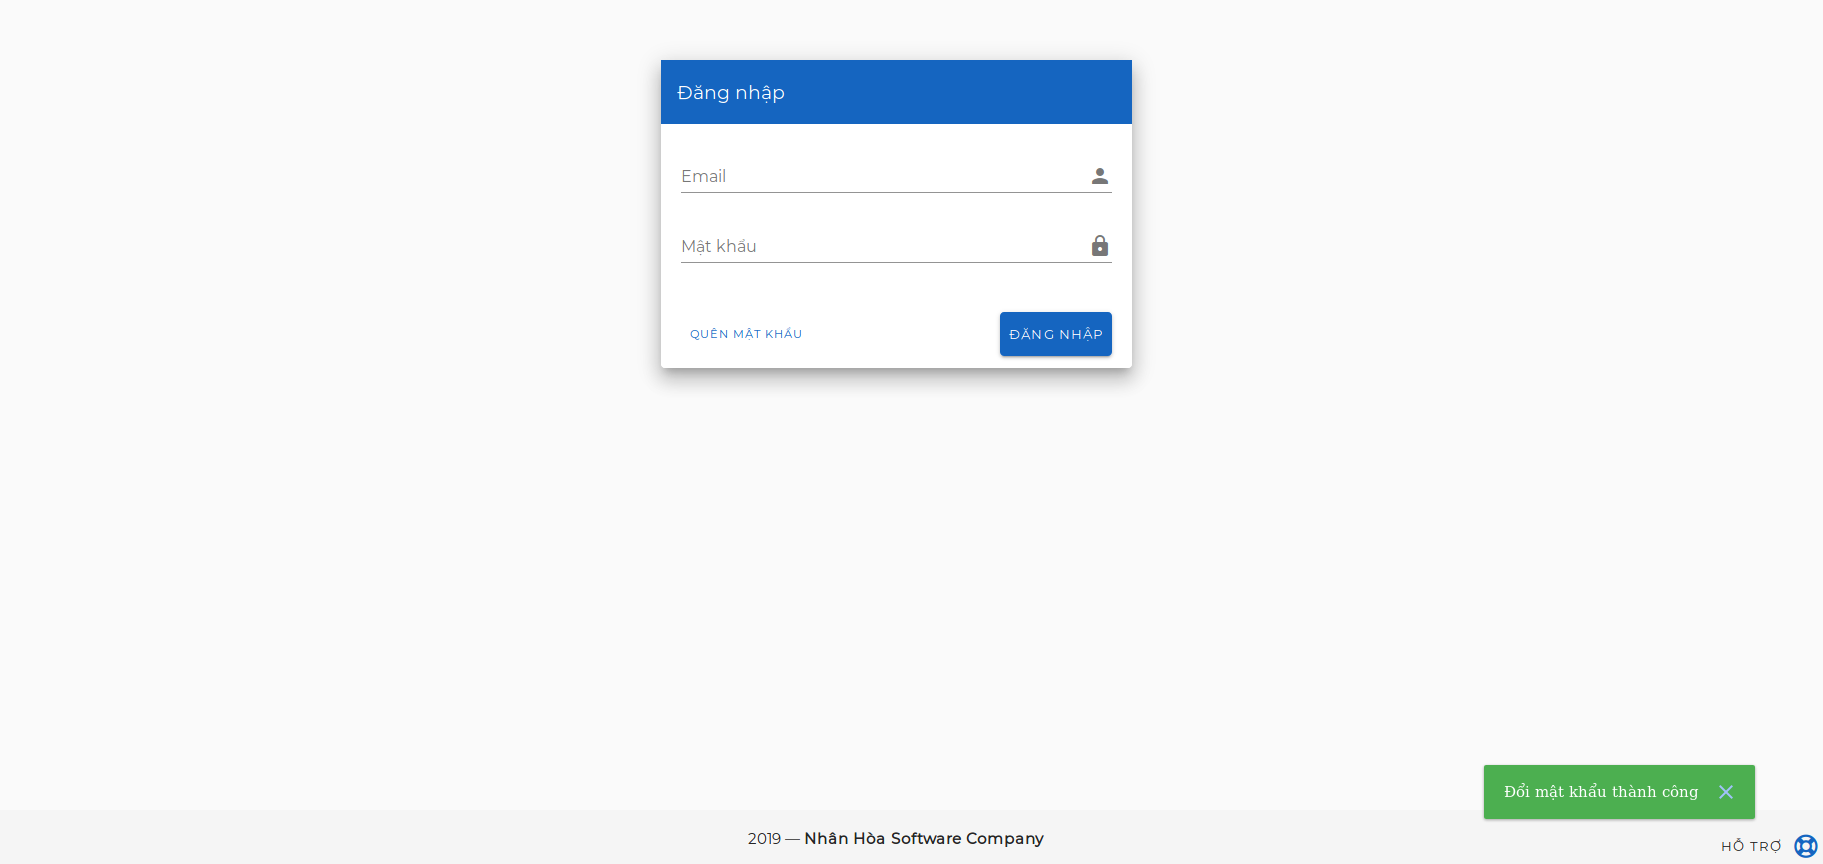 Đăng nhập
Email
Mật khẩu
QUÊN MẬT KHẨU
ĐĂNG NHẬP
Đổi mật khẩu thành công
2019 — Nhân Hòa Software Company
HỖ TRỢ